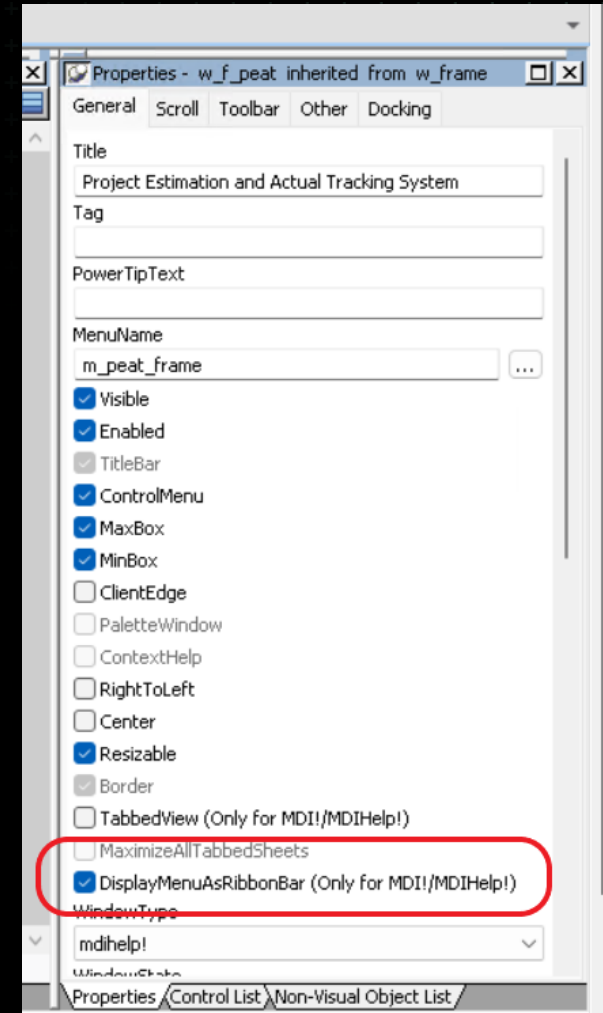 Properties - w_f_peat inherited from w_frame
General Scroll Toolbar Other Docking
Title
Project Estimation and Actual Tracking System
Tag
PowerTipText
MenuName
m_peat_frame ...
Visible
Enabled
TitleBar
ControlMenu
MaxBox
MinBox
ClientEdge
PaletteWindow
ContextHelp
RightToLeft
Center
Resizable
Border
TabbedView (Only for MDI!/MDIHelp!)
MaximizeAllTabbedSheets
DisplayMenuAsRibbonBar (Only for MDI!/MDIHelp!)
WindowType
mdihelp!
WindowState
Properties Control List Non-Visual Object List